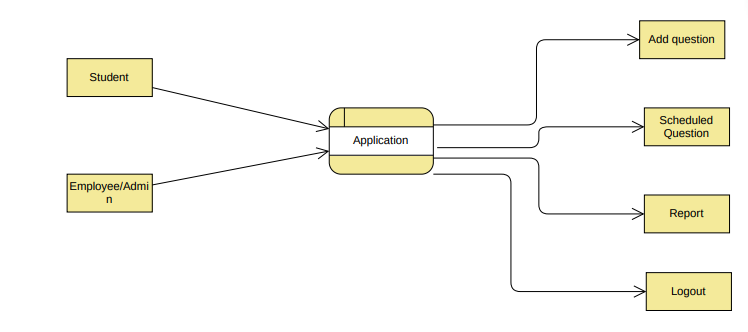 Student
Employee/Admi
n
Application
Add question
Scheduled
Question
Report
Logout